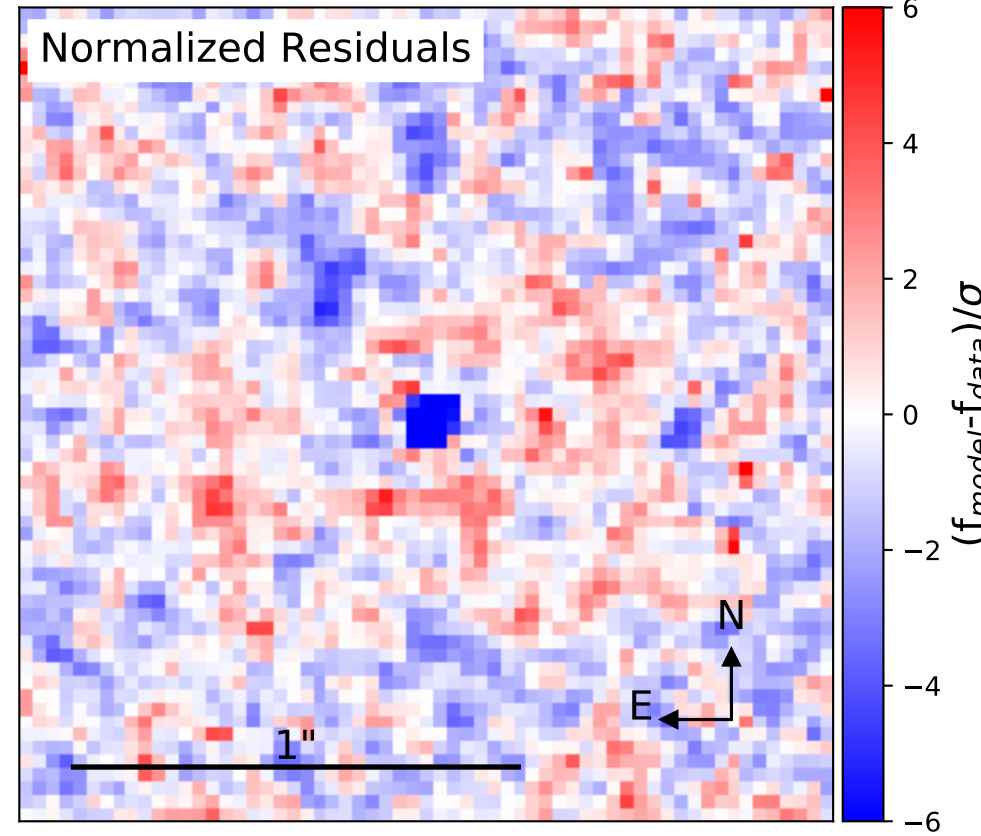 Normalized Residuals
6
4
2
0
−2
−4
−6
(f_model-f_data)/σ
N
E
1"